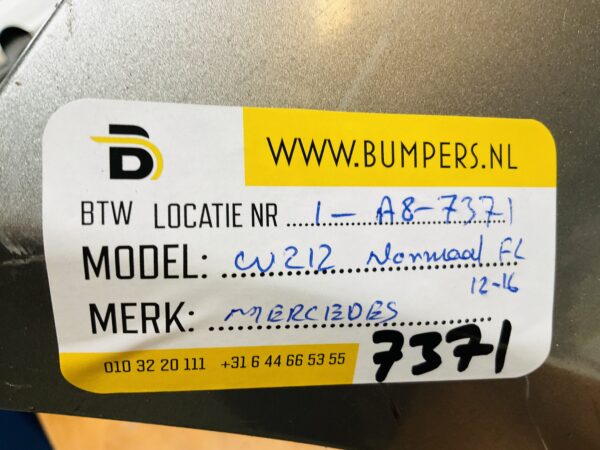 WWW.BUMPERS.NL
BTW LOCATIE NR 1 - A8-7371
MODEL: W212 Normaal FL
12-16
MERK: MERCEDES
010 32 20 111 +31 6 44 66 53 55
7371